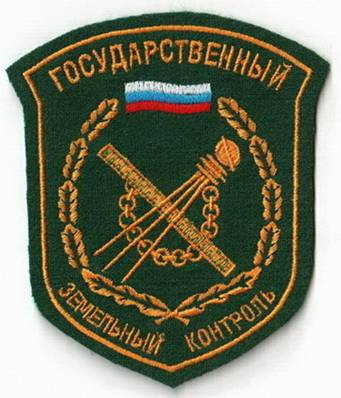 ГОСУДАРСТВЕННЫЙ
ЗЕМЕЛЬНЫЙ КОНТРОЛЬ